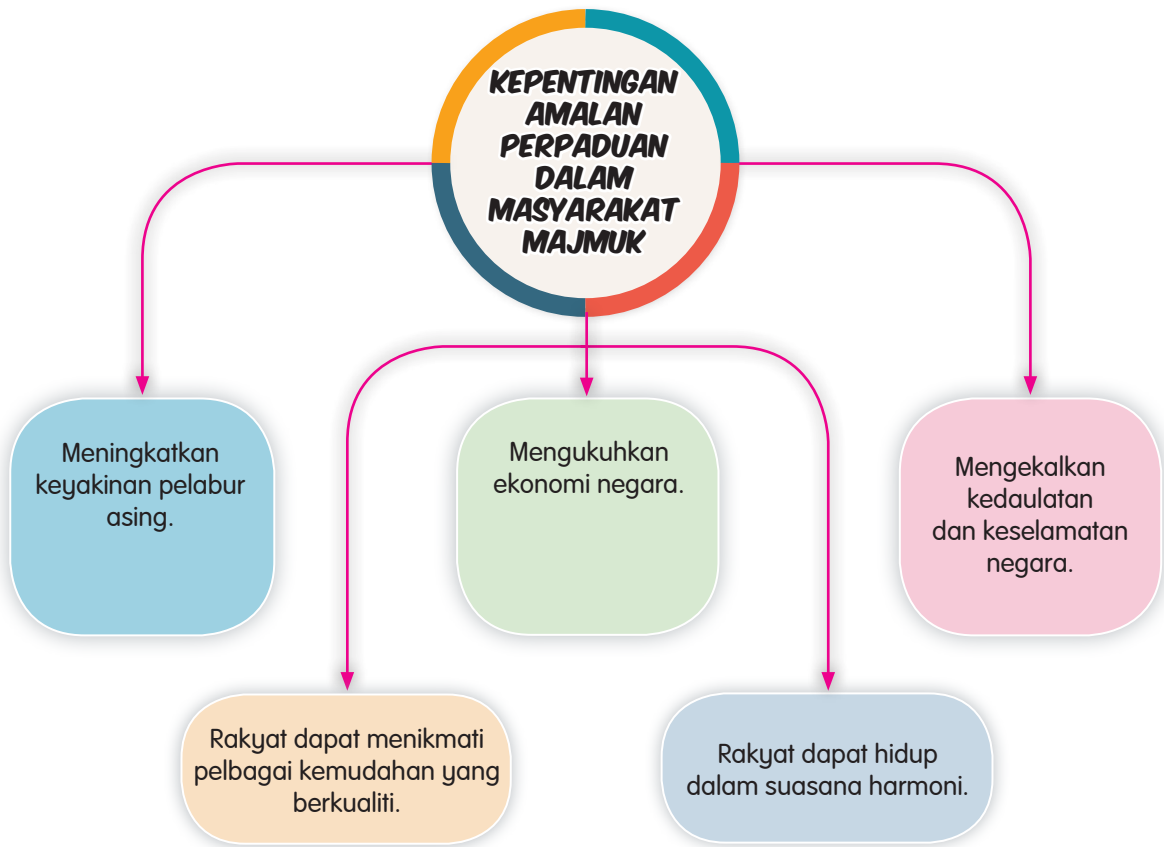 KEPENTINGAN
AMALAN
PERPADUAN
DALAM
MASYARAKAT
MAJMUK
Meningkatkan
keyakinan pelabur
asing.
Mengukuhkan
ekonomi negara.
Mengekalkan
kedaulatan
dan keselamatan
negara.
Rakyat dapat menikmati
pelbagai kemudahan yang
berkualiti.
Rakyat dapat hidup
dalam suasana harmoni.